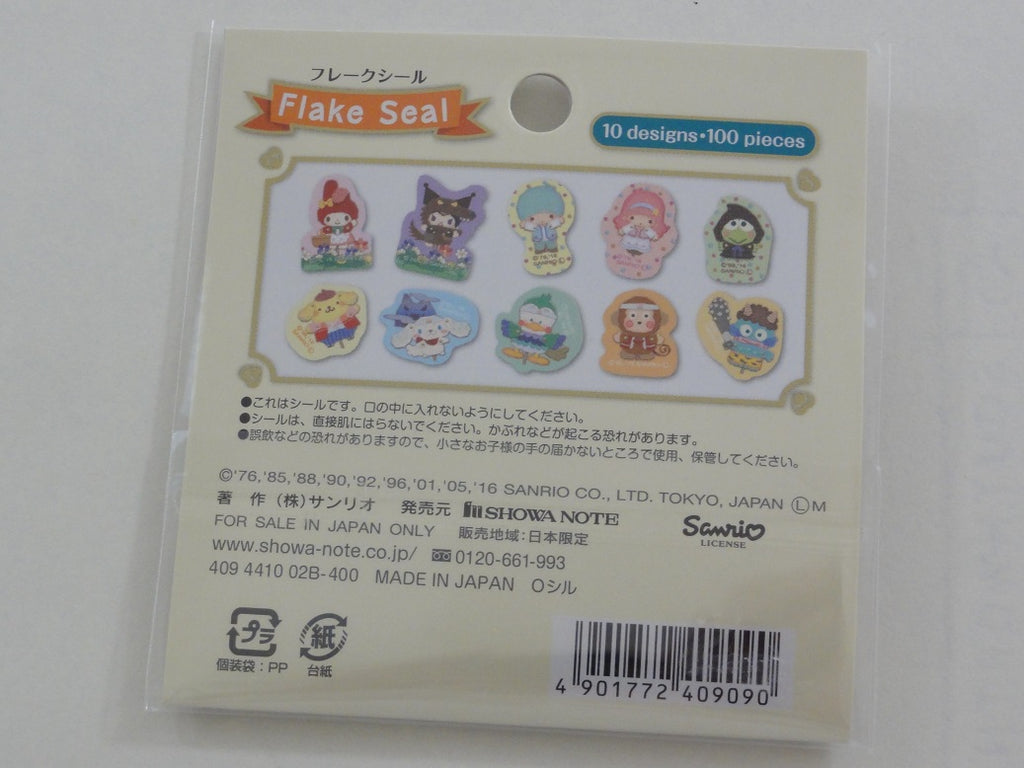 フレークシール
Flake Seal
10 designs・100 pieces
©'76,'16
SANRIO
●これはシールです。口の中に入れないようにしてください。
●シールは、直接肌にはらないでください。かぶれなどが起こる恐れがあります。
●誤飲などの恐れがありますので、小さなお子様の手の届かないところで使用、保管してください。
©'76,'85,'88,'90,'92,'96,'01,'05,'16 SANRIO CO., LTD. TOKYO, JAPAN Ⓛ M
著 作 (株)サンリオ 発売元 SHOWA NOTE
Sanrio
LICENSE
FOR SALE IN JAPAN ONLY 販売地域:日本限定
www.showa-note.co.jp/ 0120-661-993
409 4410 02B-400 MADE IN JAPAN Oシル
プラ
個装袋:PP
紙
台紙
4 901772 409090